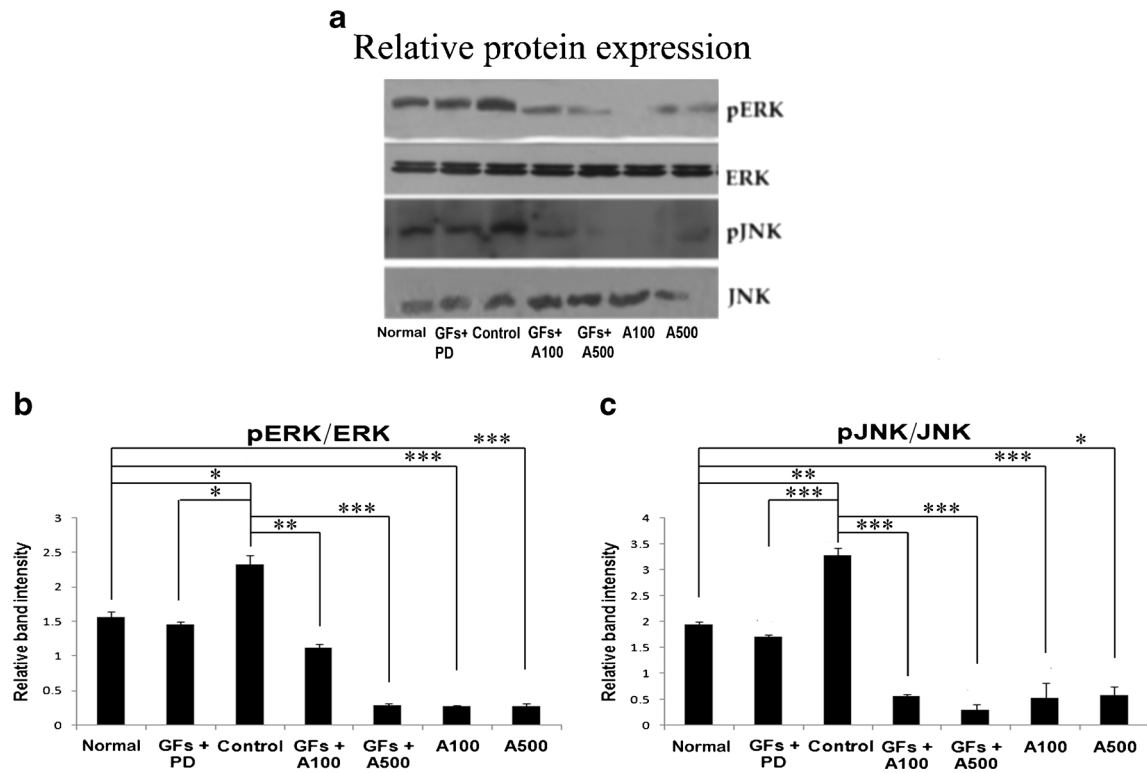 a
Relative protein expression
pERK
ERK
pJNK
JNK
Normal GFs+ Control GFs+ GFs+ A100 A500
PD A100 A500
b
pERK/ERK
***
***
*
*
***
**
Relative band intensity
3
2.5
2
1.5
1
0.5
0
Normal GFs + Control GFs + GFs + A100 A500
PD A100 A500
c
pJNK/JNK
*
***
**
***
***
***
Relative band intensity
4
3.5
3
2.5
2
1.5
1
0.5
0
Normal GFs + Control GFs + GFs + A100 A500
PD A100 A500